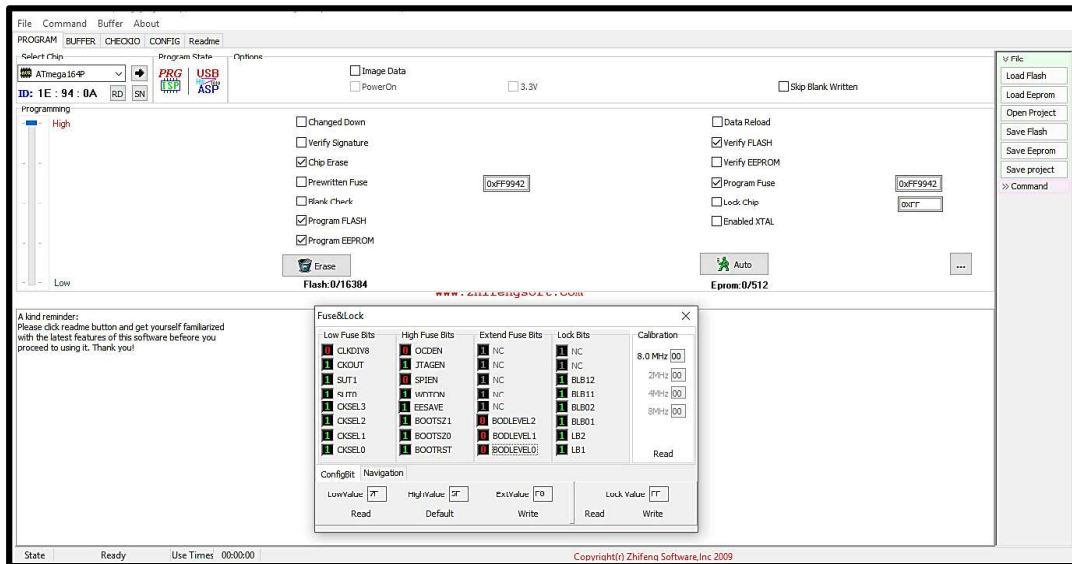 File Command Buffer About
PROGRAM BUFFER CHECKIO CONFIG Readme
Select Chip Program State Options
ATmega164P
PRG ISP USB ASP
ID: 1E : 94 : 0A RD SN
Image Data
PowerOn 3.3V Skip Blank Written
Programming
High
Low
Changed Down Data Reload
Verify Signature Verify FLASH
Chip Erase Verify EEPROM
Prewritten Fuse 0xFF9942 Program Fuse 0xFF9942
Blank Check Lock Chip 0xFF
Program FLASH Enabled XTAL
Program EEPROM
Erase Auto ...
Flash:0/16384 Eprom:0/512
www.zhifengsoft.com
File
Load Flash
Load Eeprom
Open Project
Save Flash
Save Eeprom
Save project
Command
A kind reminder:
Please click readme button and get yourself familiarized
with the latest features of this software befeore you
proceed to using it. Thank you!
Fuse&Lock
Low Fuse Bits High Fuse Bits Extend Fuse Bits Lock Bits Calibration
0 CLKDIV8 0 OCDEN 1 NC 1 NC 8.0 MHz 00
1 CKOUT 1 JTAGEN 1 NC 1 NC
1 SUT1 0 SPIEN 1 NC 1 BLB12 2MHz 00
1 SUT0 1 WDTON 1 NC 1 BLB11 4MHz 00
1 CKSEL3 1 EESAVE 1 NC 1 BLB02 8MHz 00
1 CKSEL2 1 BOOTSZ1 0 BODLEVEL2 1 BLB01
1 CKSEL1 1 BOOTSZ0 0 BODLEVEL1 1 LB2
1 CKSEL0 1 BOOTRST 0 BODLEVEL0 1 LB1
Read
ConfigBit Navigation
LowValue 7F HighValue 5F ExtValue F8 Lock Value FF
Read Default Write Read Write
State Ready Use Times 00:00:00 Copyright(r) Zhifeng Software,Inc 2009